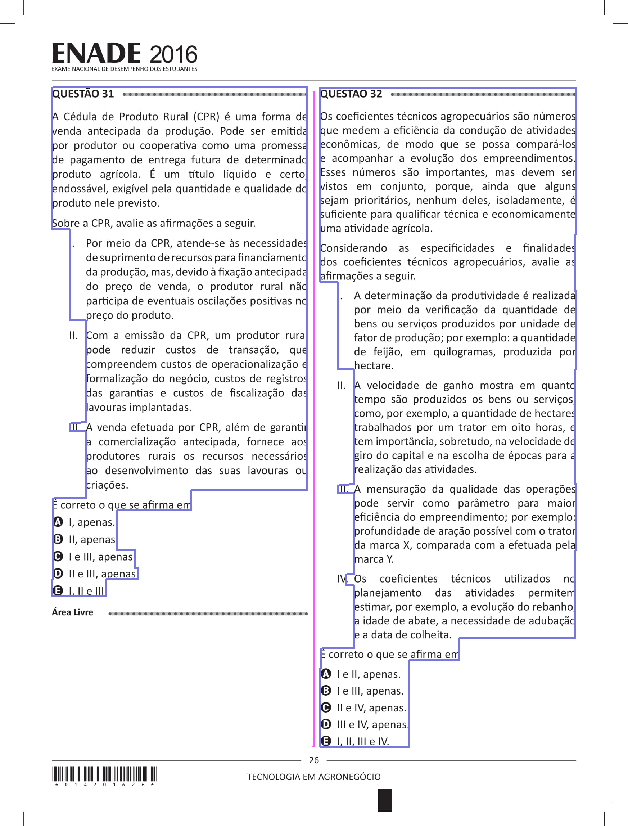 ENADE 2016
EXAME NACIONAL DE DESEMPENHO DOS ESTUDANTES
QUESTÃO 31
A Cédula de Produto Rural (CPR) é uma forma de
venda antecipada da produção. Pode ser emitida
por produtor ou cooperativa como uma promessa
de pagamento de entrega futura de determinado
produto agrícola. É um título líquido e certo,
endossável, exigível pela quantidade e qualidade do
produto nele previsto.
Sobre a CPR, avalie as afirmações a seguir.
I. Por meio da CPR, atende-se às necessidades
de suprimento de recursos para financiamento
da produção, mas, devido à fixação antecipada
do preço de venda, o produtor rural não
participa de eventuais oscilações positivas no
preço do produto.
II. Com a emissão da CPR, um produtor rural
pode reduzir custos de transação, que
compreendem custos de operacionalização e
formalização do negócio, custos de registros
das garantias e custos de fiscalização das
lavouras implantadas.
III. A venda efetuada por CPR, além de garantir
a comercialização antecipada, fornece aos
produtores rurais os recursos necessários
ao desenvolvimento das suas lavouras ou
criações.
É correto o que se afirma em
A I, apenas.
B II, apenas.
C I e III, apenas.
D II e III, apenas.
E I, II e III.
Área Livre
QUESTÃO 32
Os coeficientes técnicos agropecuários são números
que medem a eficiência da condução de atividades
econômicas, de modo que se possa compará-los
e acompanhar a evolução dos empreendimentos.
Esses números são importantes, mas devem ser
vistos em conjunto, porque, ainda que alguns
sejam prioritários, nenhum deles, isoladamente, é
suficiente para qualificar técnica e economicamente
uma atividade agrícola.
Considerando as especificidades e finalidades
dos coeficientes técnicos agropecuários, avalie as
afirmações a seguir.
I. A determinação da produtividade é realizada
por meio da verificação da quantidade de
bens ou serviços produzidos por unidade de
fator de produção; por exemplo: a quantidade
de feijão, em quilogramas, produzida por
hectare.
II. A velocidade de ganho mostra em quanto
tempo são produzidos os bens ou serviços,
como, por exemplo, a quantidade de hectares
trabalhados por um trator em oito horas, e
tem importância, sobretudo, na velocidade de
giro do capital e na escolha de épocas para a
realização das atividades.
III. A mensuração da qualidade das operações
pode servir como parâmetro para maior
eficiência do empreendimento; por exemplo:
profundidade de aração possível com o trator
da marca X, comparada com a efetuada pela
marca Y.
IV. Os coeficientes técnicos utilizados no
planejamento das atividades permitem
estimar, por exemplo, a evolução do rebanho,
a idade de abate, a necessidade de adubação
e a data de colheita.
É correto o que se afirma em
A I e II, apenas.
B I e III, apenas.
C II e IV, apenas.
D III e IV, apenas.
E I, II, III e IV.
26
TECNOLOGIA EM AGRONEGÓCIO